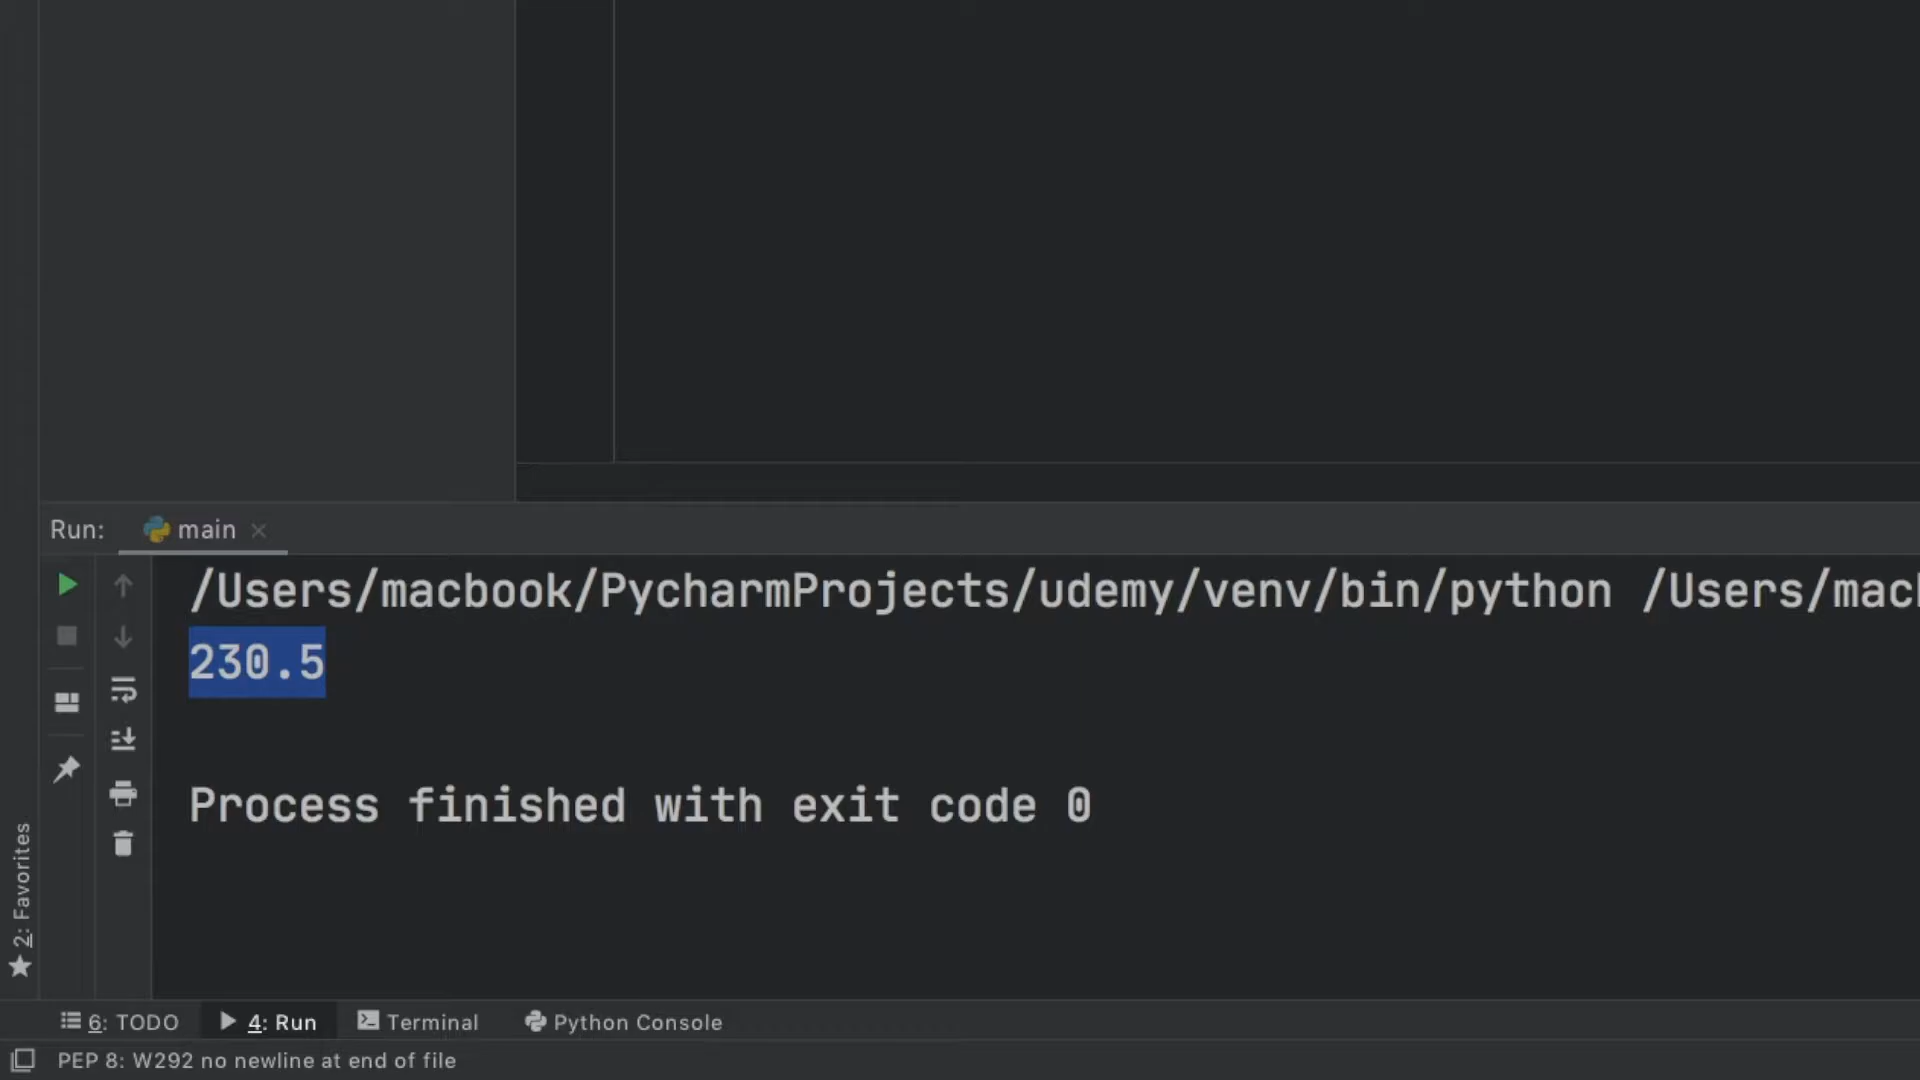 Run: main
/Users/macbook/PycharmProjects/udemy/venv/bin/python /Users/mac
230.5
Process finished with exit code 0
2: Favorites
6: TODO 4: Run Terminal Python Console
PEP 8: W292 no newline at end of file